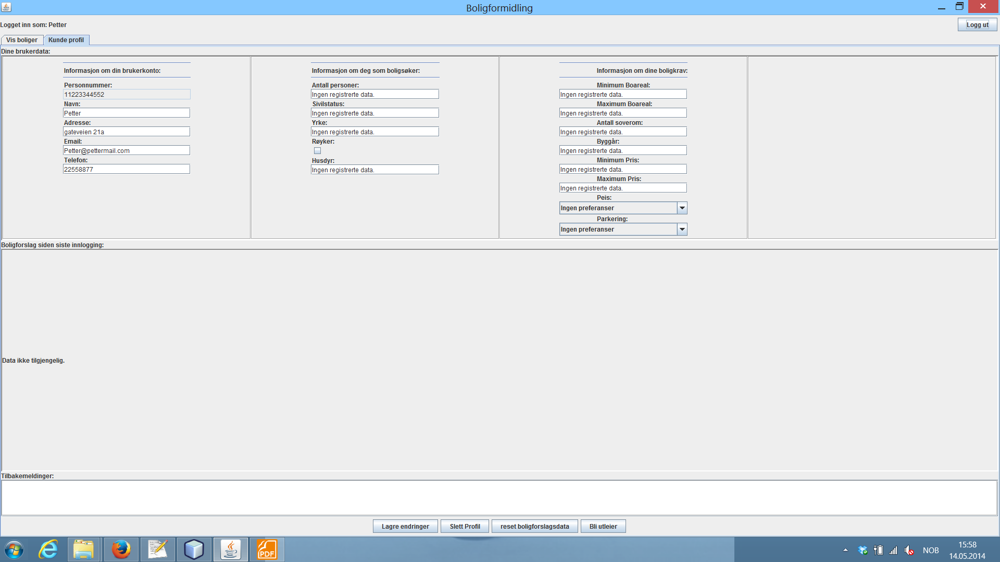 Boligformidling
Logget inn som: Petter
Logg ut
Vis boliger
Kunde profil
Dine brukerdata:
Informasjon om din brukerkonto:
Personnummer:
11223344552
Navn:
Petter
Adresse:
gateveien 21a
Email:
Petter@pettermail.com
Telefon:
22558877
Informasjon om deg som boligsøker:
Antall personer:
Ingen registrerte data.
Sivilstatus:
Ingen registrerte data.
Yrke:
Ingen registrerte data.
Røyker:
Husdyr:
Ingen registrerte data.
Informasjon om dine boligkrav:
Minimum Boareal:
Ingen registrerte data.
Maximum Boareal:
Ingen registrerte data.
Antall soverom:
Ingen registrerte data.
Byggår:
Ingen registrerte data.
Minimum Pris:
Ingen registrerte data.
Maximum Pris:
Ingen registrerte data.
Peis:
Ingen preferanser
Parkering:
Ingen preferanser
Boligforslag siden siste innlogging:
Data ikke tilgjengelig.
Tilbakemeldinger:
Lagre endringer
Slett Profil
reset boligforslagsdata
Bli utleier
PDF
NOB
15:58
14.05.2014